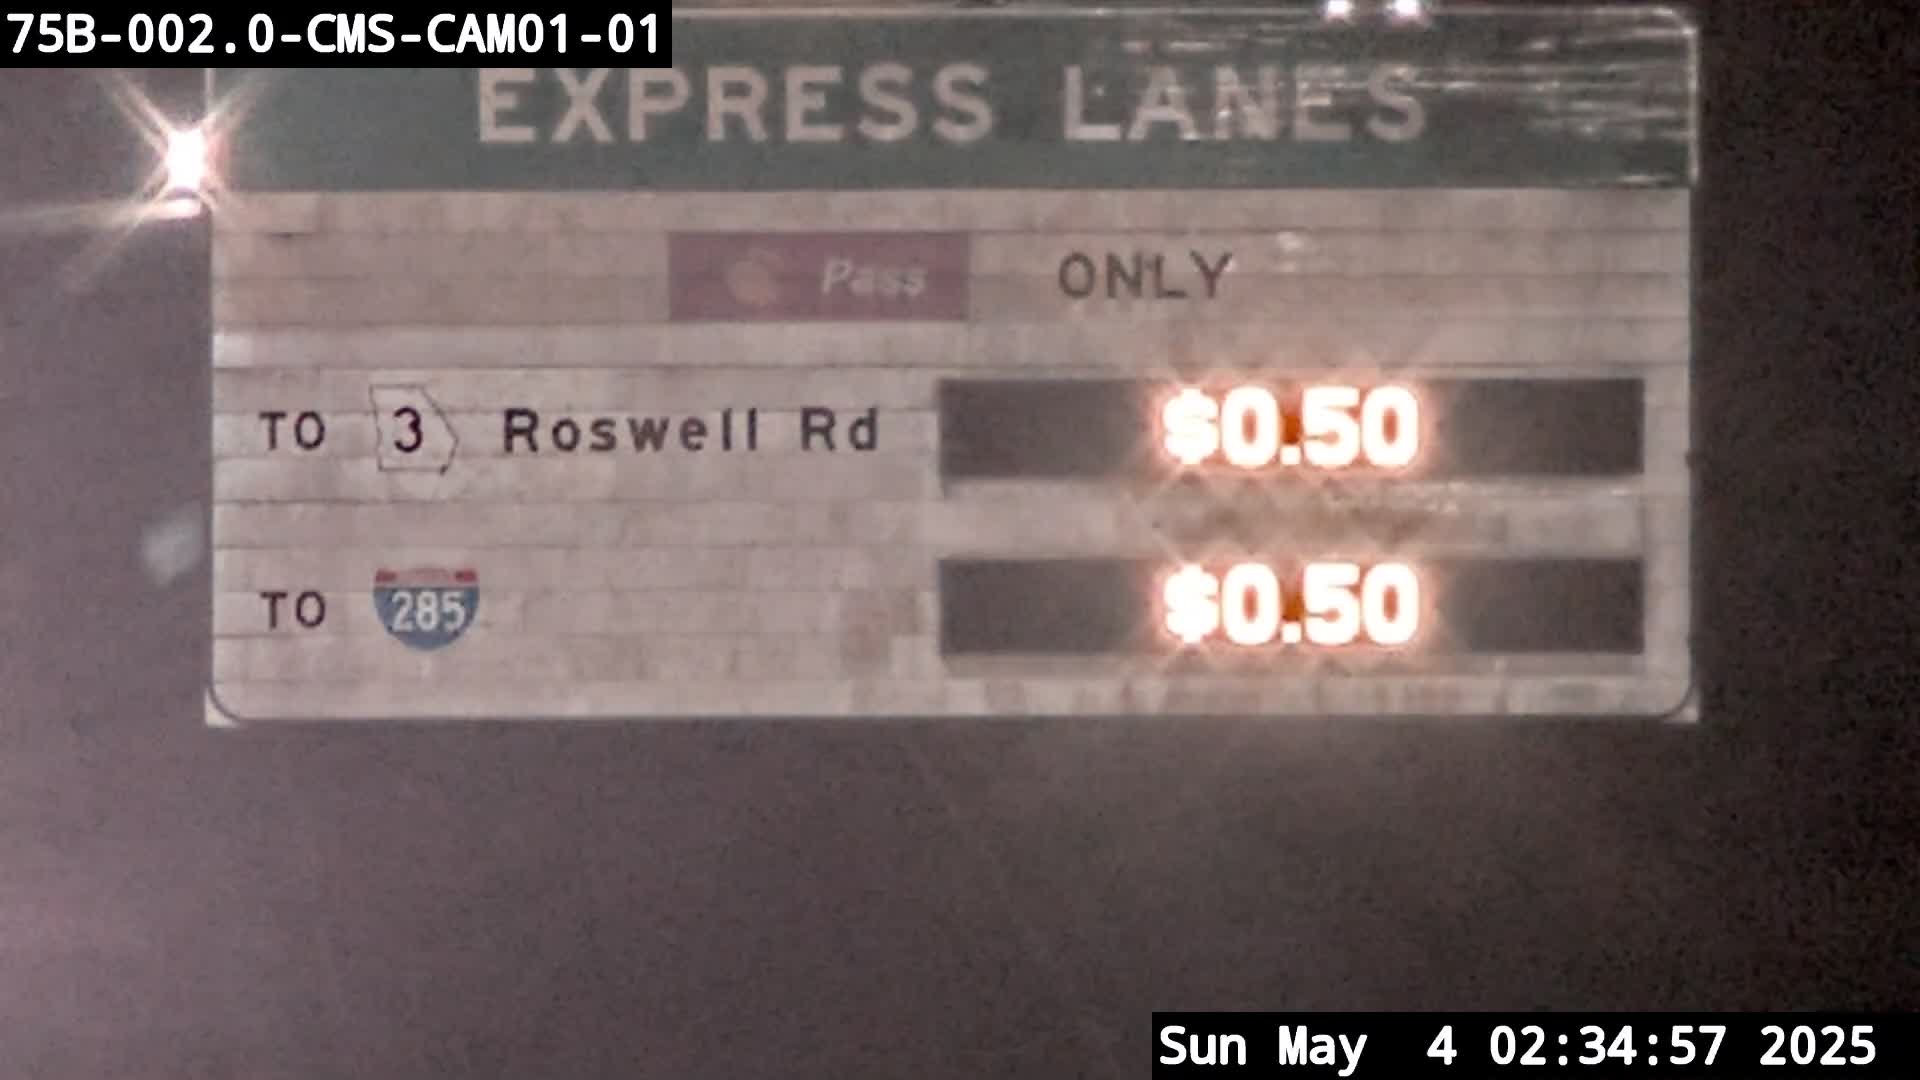 75B-002.0-CMS-CAM01-01
EXPRESS LANES
Pass ONLY
TO 3 Roswell Rd $0.50
TO 285 $0.50
Sun May 4 02:34:57 2025